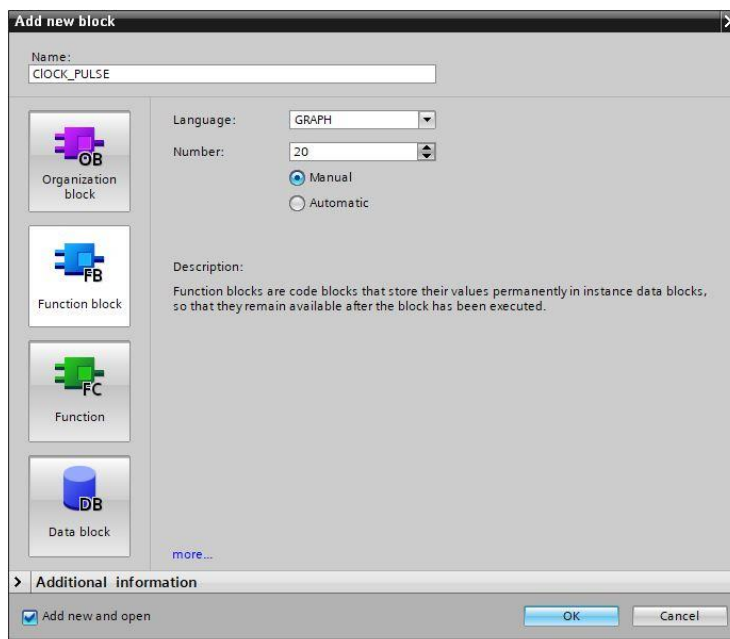 Add new block
Name:
ClOCK_PULSE
Language:
GRAPH
Number:
20
Manual
Automatic
OB
Organization
block
FB
Function block
FC
Function
DB
Data block
Description:
Function blocks are code blocks that store their values permanently in instance data blocks,
so that they remain available after the block has been executed.
more...
Additional information
Add new and open
OK
Cancel